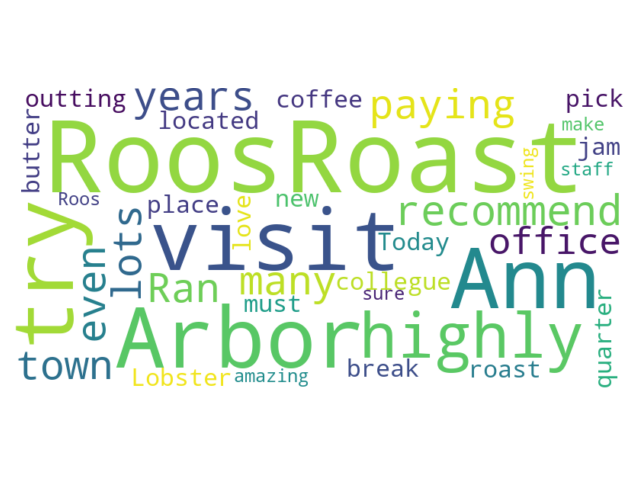 outting
years
coffee
paying
pick
located
make
butter
RoosRoast
jam
swing
staff
Roos
place
love
new
recommend
try
lots
visit
Today
office
even
Ran
many
collegue
Ann
sure
must
Arbor
highly
quarter
town
Lobster
amazing
break
roast